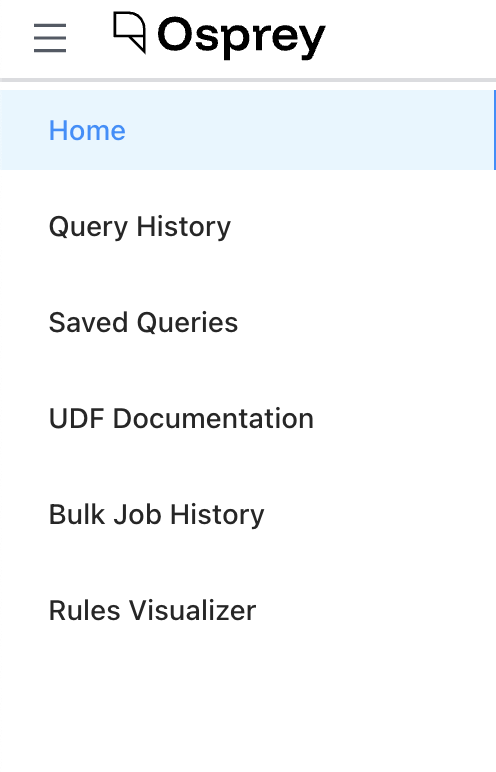 Osprey
Home
Query History
Saved Queries
UDF Documentation
Bulk Job History
Rules Visualizer